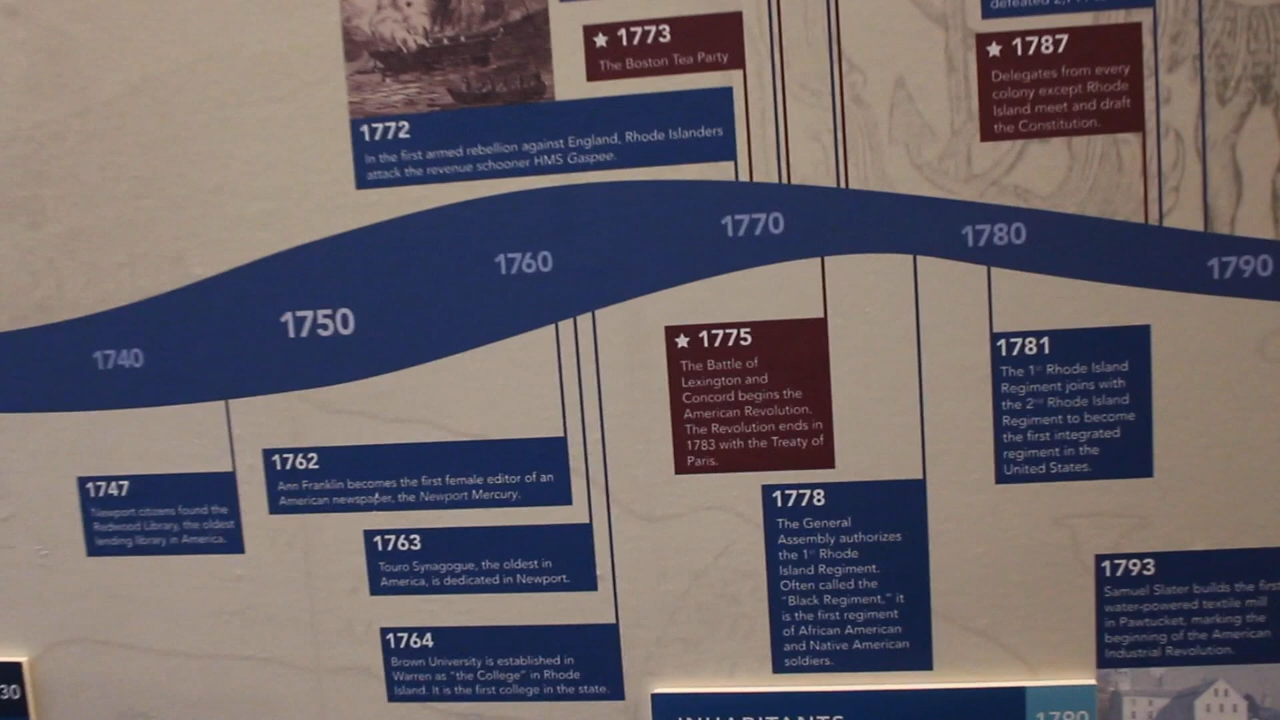 ★ 1773
The Boston Tea Party
1772
In the first armed rebellion against England, Rhode Islanders
attack the revenue schooner HMS Gaspee.
defeated
★ 1787
Delegates from every
colony except Rhode
Island meet and draft
the Constitution.
1740
1750
1760
1770
1780
1790
1747
Newport citizens found the
Redwood Library, the oldest
lending library in America.
1762
Ann Franklin becomes the first female editor of an
American newspaper, the Newport Mercury.
1763
Touro Synagogue, the oldest in
America, is dedicated in Newport.
1764
Brown University is established in
Warren as "the College" in Rhode
Island. It is the first college in the state.
★ 1775
The Battle of
Lexington and
Concord begins the
American Revolution.
The Revolution ends in
1783 with the Treaty of
Paris.
1778
The General
Assembly authorizes
the 1st Rhode
Island Regiment.
Often called the
"Black Regiment," it
is the first regiment
of African American
and Native American
soldiers.
1781
The 1st Rhode Island
Regiment joins with
the 2nd Rhode Island
Regiment to become
the first integrated
regiment in the
United States.
1793
Samuel Slater builds the first
water-powered textile mill
in Pawtucket, marking the
beginning of the American
Industrial Revolution.
30
INHABITANTS
1790